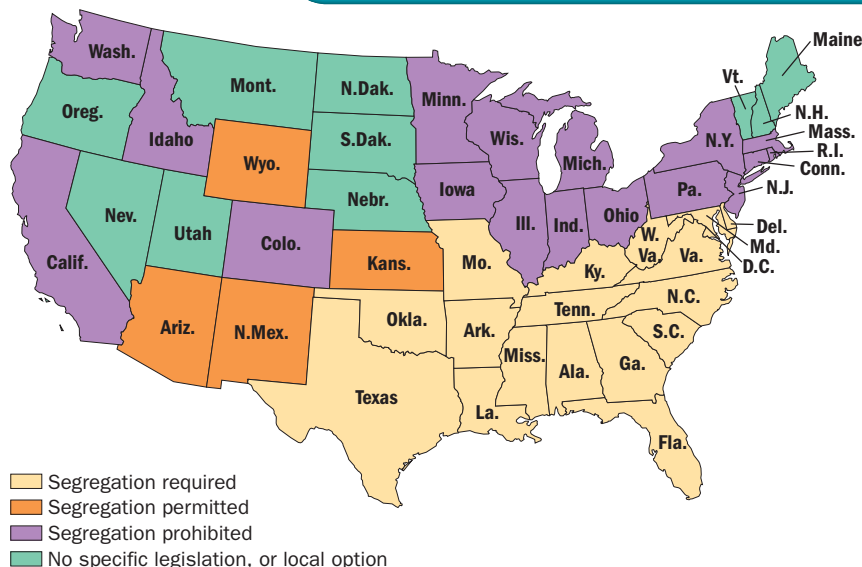 Wash.
Maine
Mont.
N.Dak.
Vt.
Minn.
Oreg.
N.H.
Idaho
S.Dak.
Wis.
Mass.
N.Y.
Mich.
R.I.
Wyo.
Conn.
Iowa
Pa.
N.J.
Nebr.
Nev.
Ill.
Ind.
Ohio
Utah
Colo.
Del.
W.
Va.
Md.
Calif.
Kans.
Mo.
Va.
D.C.
Ky.
N.C.
Okla.
Tenn.
Ariz.
N.Mex.
Ark.
S.C.
Miss.
Ala.
Ga.
Texas
La.
Fla.
Segregation required
Segregation permitted
Segregation prohibited
No specific legislation, or local option